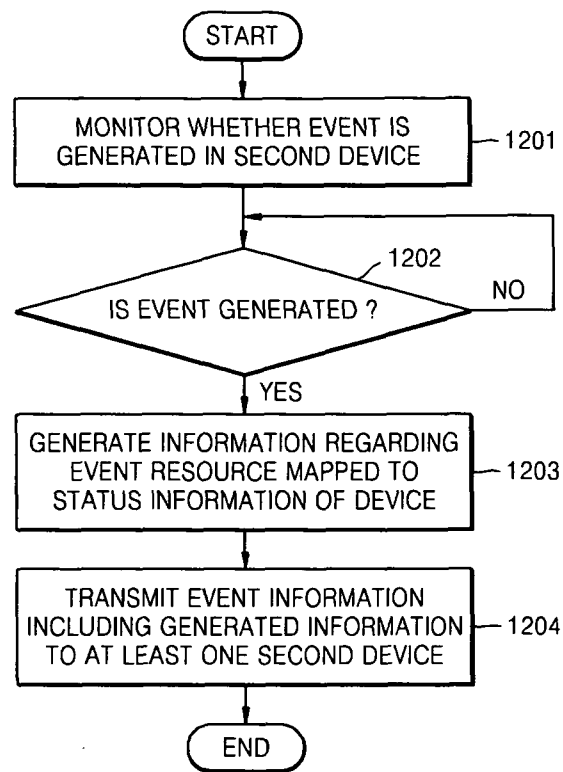 START
MONITOR WHETHER EVENT IS
GENERATED IN SECOND DEVICE
1201
1202
IS EVENT GENERATED ?
NO
YES
GENERATE INFORMATION REGARDING
EVENT RESOURCE MAPPED TO
STATUS INFORMATION OF DEVICE
1203
TRANSMIT EVENT INFORMATION
INCLUDING GENERATED INFORMATION
TO AT LEAST ONE SECOND DEVICE
1204
END